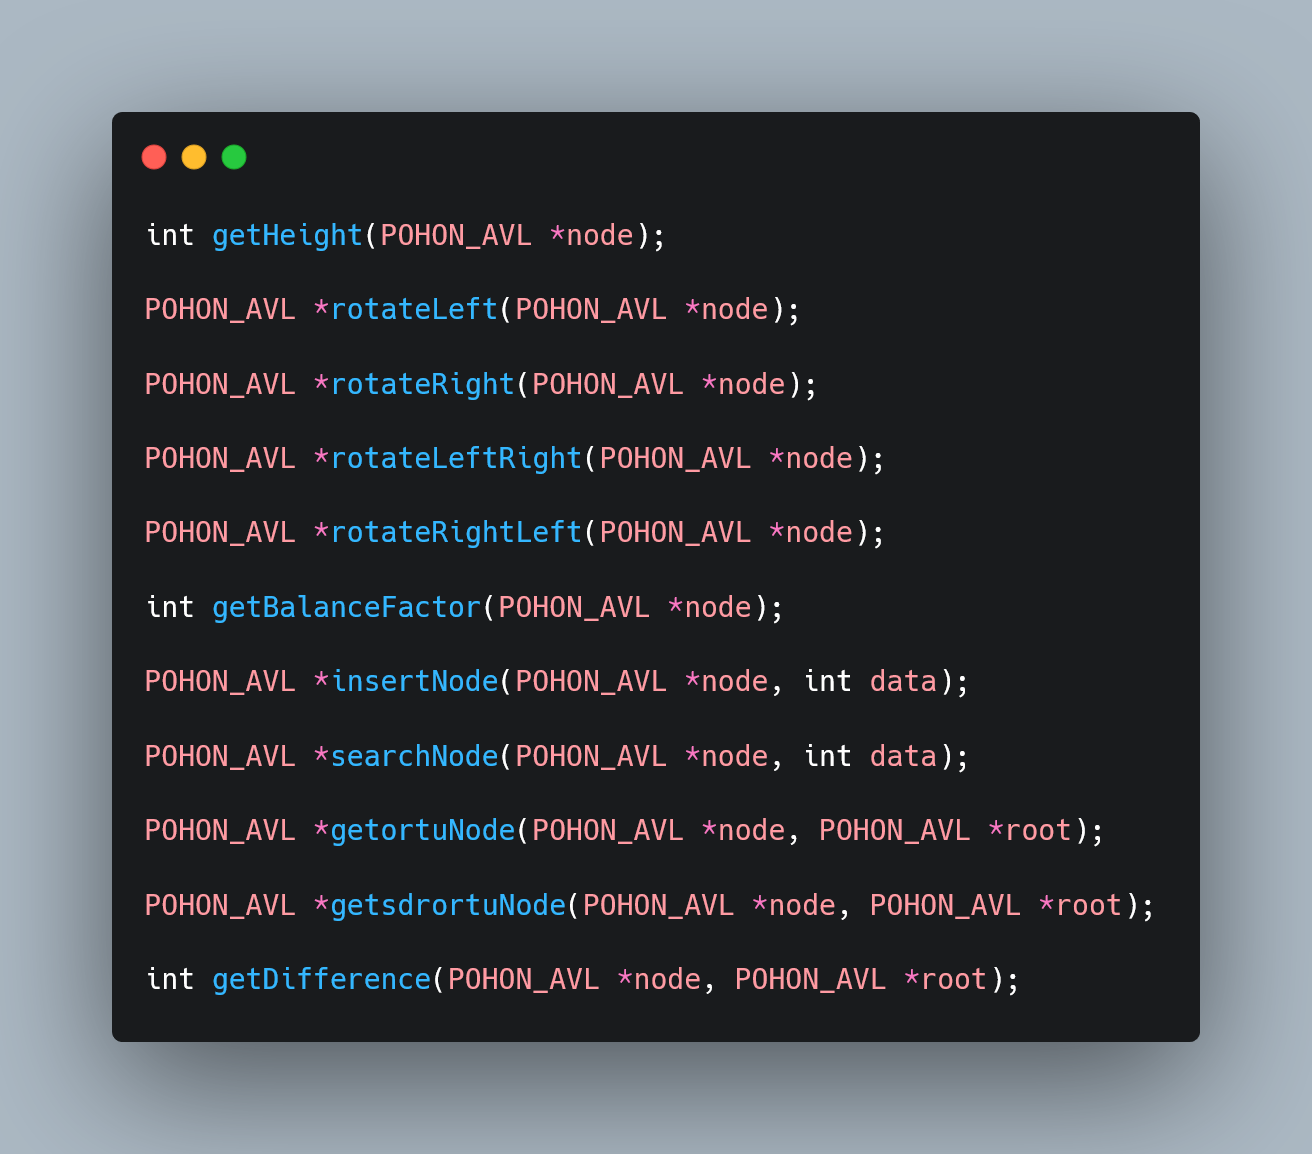 int getHeight(POHON_AVL *node);
POHON_AVL *rotateLeft(POHON_AVL *node);
POHON_AVL *rotateRight(POHON_AVL *node);
POHON_AVL *rotateLeftRight(POHON_AVL *node);
POHON_AVL *rotateRightLeft(POHON_AVL *node);
int getBalanceFactor(POHON_AVL *node);
POHON_AVL *insertNode(POHON_AVL *node, int data);
POHON_AVL *searchNode(POHON_AVL *node, int data);
POHON_AVL *getortuNode(POHON_AVL *node, POHON_AVL *root);
POHON_AVL *getsdrortuNode(POHON_AVL *node, POHON_AVL *root);
int getDifference(POHON_AVL *node, POHON_AVL *root);